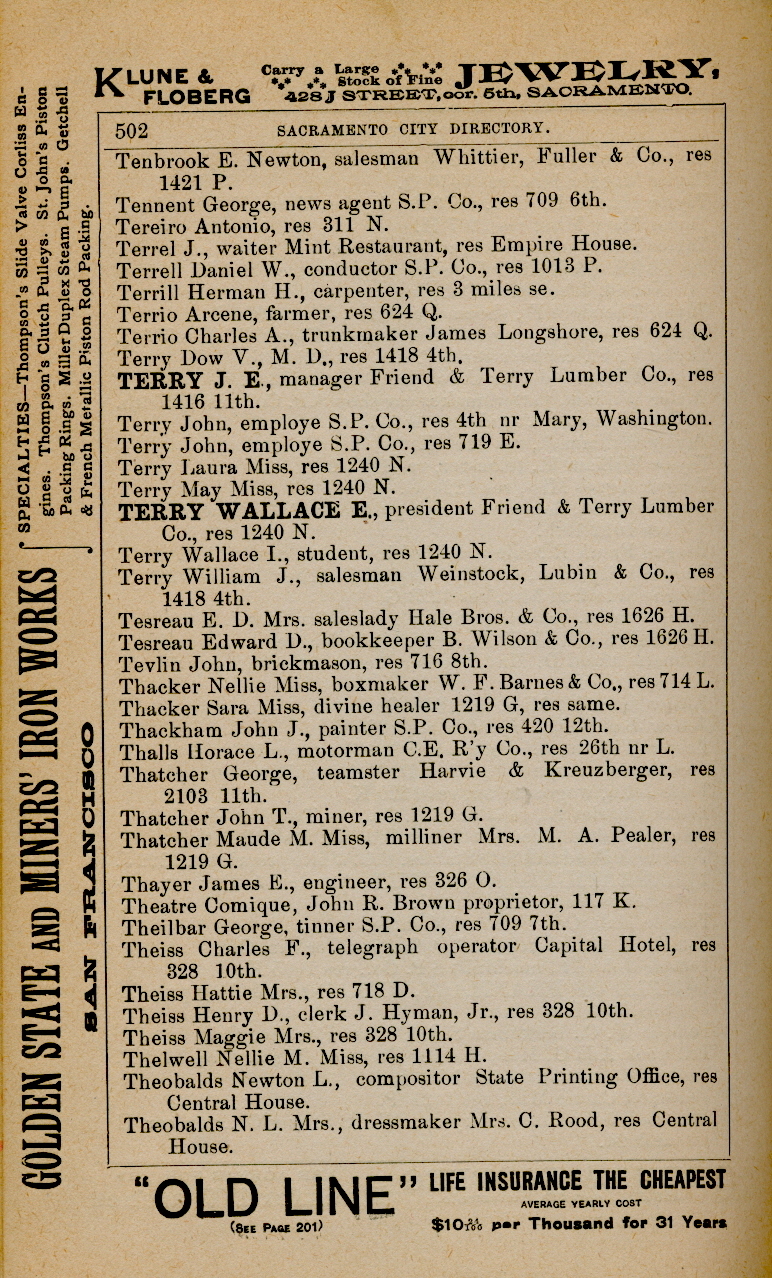 KLUNE & FLOBERG
Carry a Large Stock of Fine JEWELRY,
428 J STREET, cor. 5th, SACRAMENTO.
502 SACRAMENTO CITY DIRECTORY.
Tenbrook E. Newton, salesman Whittier, Fuller & Co., res
1421 P.
Tennent George, news agent S.P. Co., res 709 6th.
Tereiro Antonio, res 311 N.
Terrel J., waiter Mint Restaurant, res Empire House.
Terrell Daniel W., conductor S.P. Co., res 1013 P.
Terrill Herman H., carpenter, res 3 miles se.
Terrio Arcene, farmer, res 624 Q.
Terrio Charles A., trunkmaker James Longshore, res 624 Q.
Terry Dow V., M. D., res 1418 4th.
TERRY J. E., manager Friend & Terry Lumber Co., res
1416 11th.
Terry John, employe S.P. Co., res 4th nr Mary, Washington.
Terry John, employe S.P. Co., res 719 E.
Terry Laura Miss, res 1240 N.
Terry May Miss, res 1240 N.
TERRY WALLACE E., president Friend & Terry Lumber
Co., res 1240 N.
Terry Wallace I., student, res 1240 N.
Terry William J., salesman Weinstock, Lubin & Co., res
1418 4th.
Tesreau E. D. Mrs. saleslady Hale Bros. & Co., res 1626 H.
Tesreau Edward D., bookkeeper B. Wilson & Co., res 1626 H.
Tevlin John, brickmason, res 716 8th.
Thacker Nellie Miss, boxmaker W. F. Barnes & Co., res 714 L.
Thacker Sara Miss, divine healer 1219 G, res same.
Thackham John J., painter S.P. Co., res 420 12th.
Thalls Horace L., motorman C.E. R'y Co., res 26th nr L.
Thatcher George, teamster Harvie & Kreuzberger, res
2103 11th.
Thatcher John T., miner, res 1219 G.
Thatcher Maude M. Miss, milliner Mrs. M. A. Pealer, res
1219 G.
Thayer James E., engineer, res 326 O.
Theatre Comique, John R. Brown proprietor, 117 K.
Theilbar George, tinner S.P. Co., res 709 7th.
Theiss Charles F., telegraph operator Capital Hotel, res
328 10th.
Theiss Hattie Mrs., res 718 D.
Theiss Henry D., clerk J. Hyman, Jr., res 328 10th.
Theiss Maggie Mrs., res 328 10th.
Thelwell Nellie M. Miss, res 1114 H.
Theobalds Newton L., compositor State Printing Office, res
Central House.
Theobalds N. L. Mrs., dressmaker Mrs. C. Rood, res Central
House.
"OLD LINE"
(SEE PAGE 201)
LIFE INSURANCE THE CHEAPEST
AVERAGE YEARLY COST
per Thousand for 31 Years
GOLDEN STATE AND MINERS' IRON WORKS
SAN FRANCISCO
SPECIALTIES—Thompson's Slide Valve Corliss En-
gines. Thompson's Clutch Pulleys. St. John's Piston
Packing Rings. Miller Duplex Steam Pumps. Getchell
& French Metallic Piston Rod Packing.